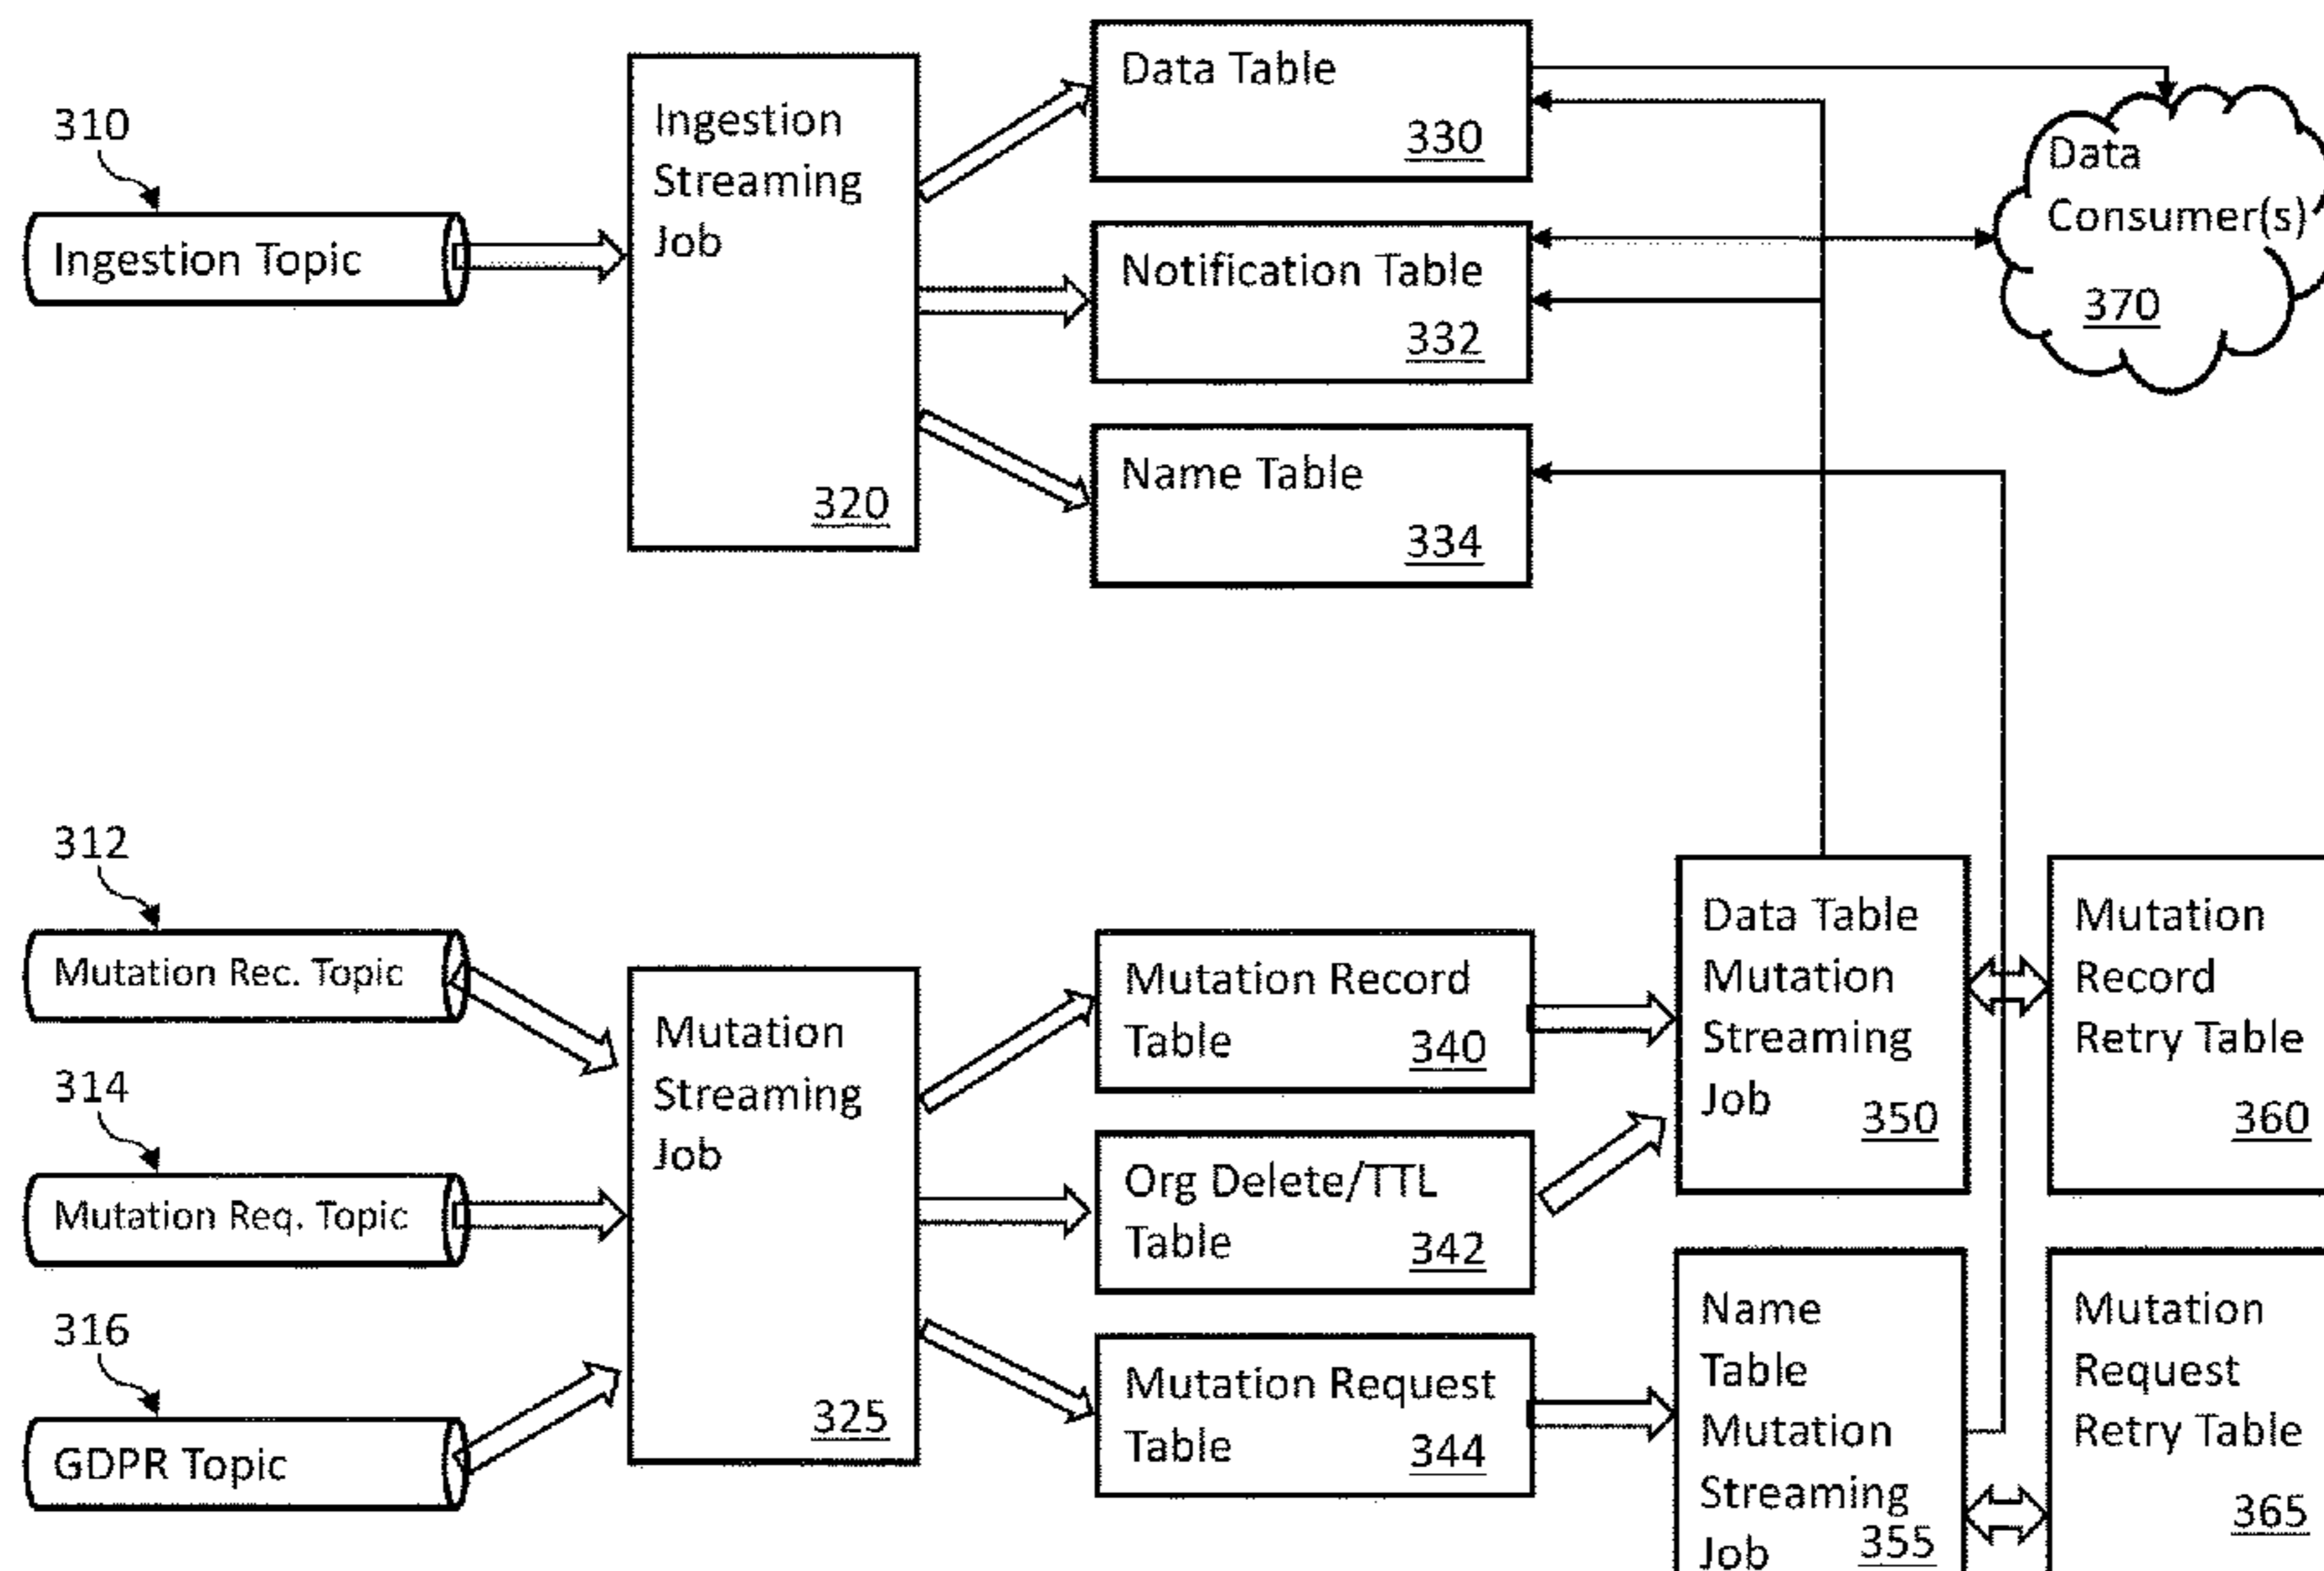 310
Ingestion Topic
Ingestion
Streaming
Job
320
Data Table
330
Notification Table
332
Name Table
334
Data
Consumer(s)
370
312
Mutation Rec. Topic
314
Mutation Req. Topic
316
GDPR Topic
Mutation
Streaming
Job
325
Mutation Record
Table 340
Org Delete/TTL
Table 342
Mutation Request
Table 344
Data Table
Mutation
Streaming
Job 350
Mutation
Record
Retry Table
360
Name
Table
Mutation
Streaming
Job 355
Mutation
Request
Retry Table
365